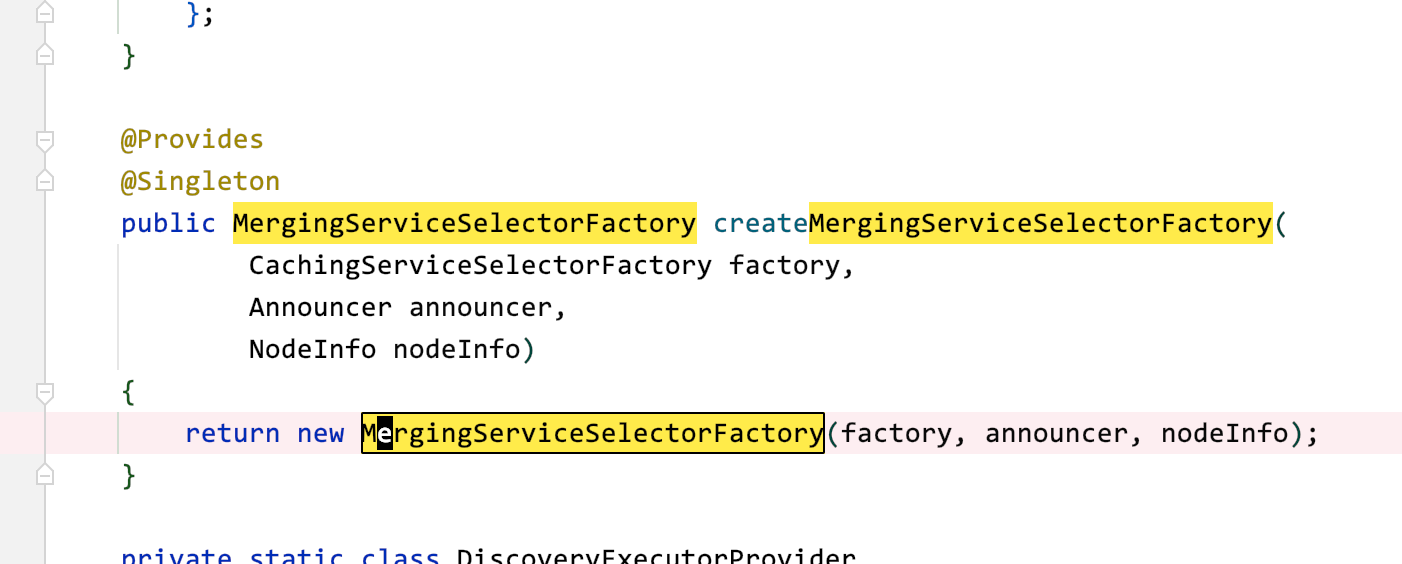 };
}
@Provides
@Singleton
public MergingServiceSelectorFactory createMergingServiceSelectorFactory(
CachingServiceSelectorFactory factory,
Announcer announcer,
NodeInfo nodeInfo)
{
return new MergingServiceSelectorFactory(factory, announcer, nodeInfo);
}
private static class DiscoveryExecutorProvider